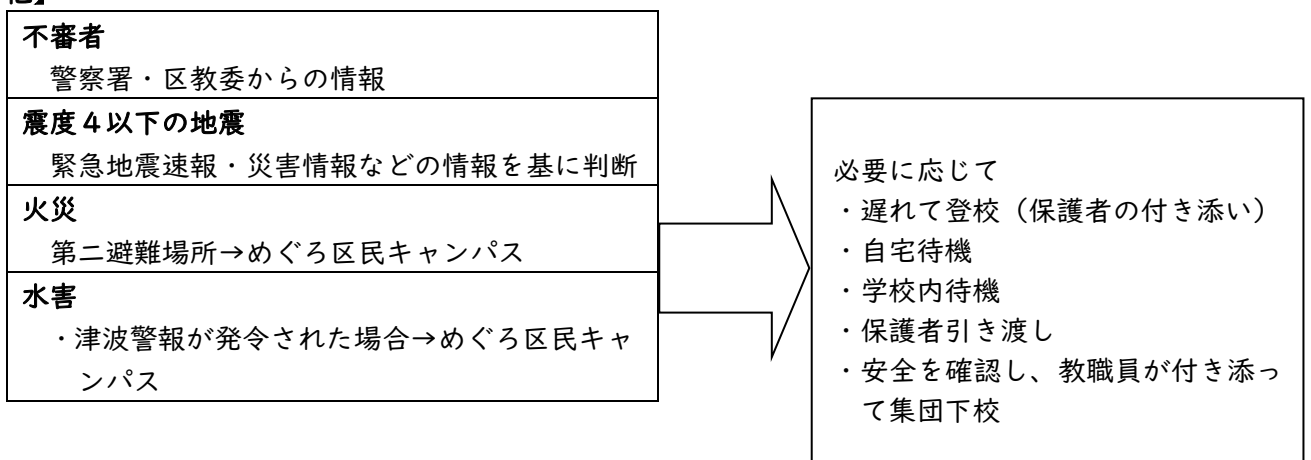 他】
不審者
警察署・区教委からの情報
震度４以下の地震
緊急地震速報・災害情報などの情報を基に判断
火災
第二避難場所→めぐろ区民キャンパス
水害
・津波警報が発令された場合→めぐろ区民キャ
ンパス
必要に応じて
・遅れて登校（保護者の付き添い）
・自宅待機
・学校内待機
・保護者引き渡し
・安全を確認し、教職員が付き添っ
て集団下校